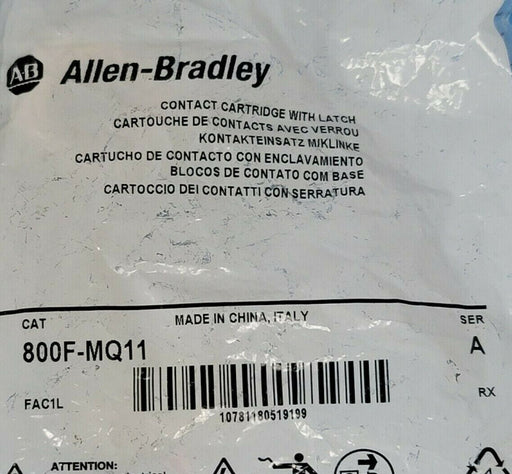 AB Allen-Bradley
CONTACT CARTRIDGE WITH LATCH
CARTOUCHE DE CONTACTS AVEC VERROU
KONTAKTEINSATZ M/KLINKE
CARTUCHO DE CONTACTO CON ENCLAVAMIENTO
BLOCOS DE CONTATO COM BASE
CARTOCCIO DEI CONTATTI CON SERRATURA
CAT MADE IN CHINA, ITALY SER
800F-MQ11 A
FAC1L RX
10781180519199
ATTENTION: